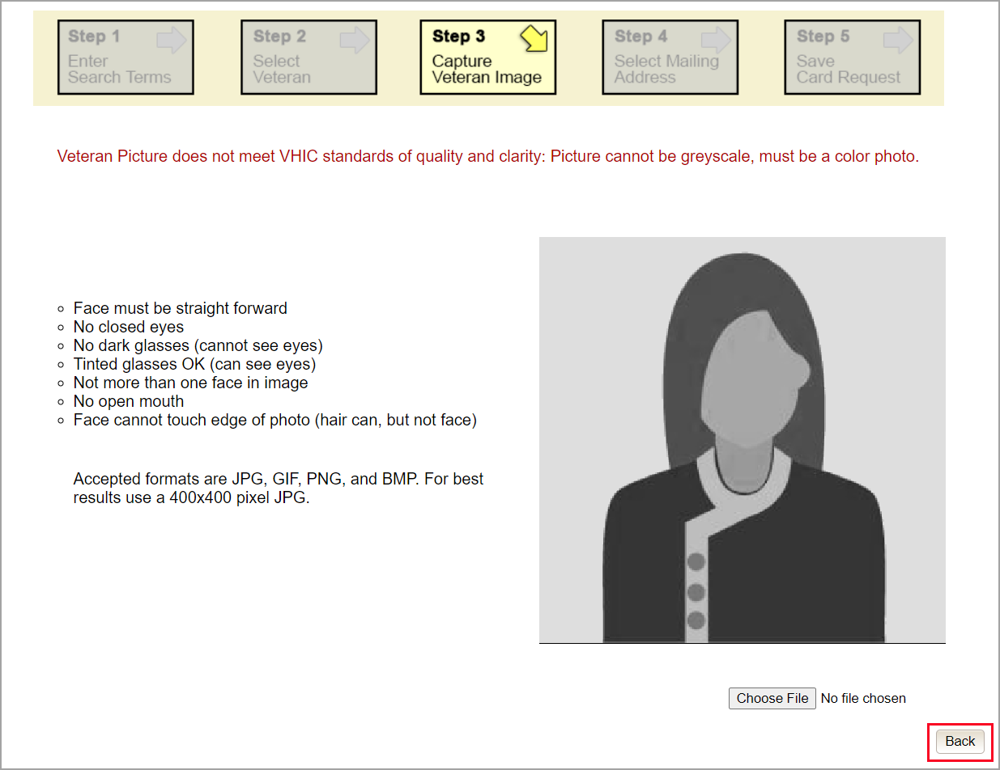 Step 1
Enter
Search Terms
Step 2
Select
Veteran
Step 3
Capture
Veteran Image
Step 4
Select Mailing
Address
Step 5
Save
Card Request
Veteran Picture does not meet VHIC standards of quality and clarity: Picture cannot be greyscale, must be a color photo.
Face must be straight forward
No closed eyes
No dark glasses (cannot see eyes)
Tinted glasses OK (can see eyes)
Not more than one face in image
No open mouth
Face cannot touch edge of photo (hair can, but not face)
Accepted formats are JPG, GIF, PNG, and BMP. For best
results use a 400x400 pixel JPG.
Choose File No file chosen
Back